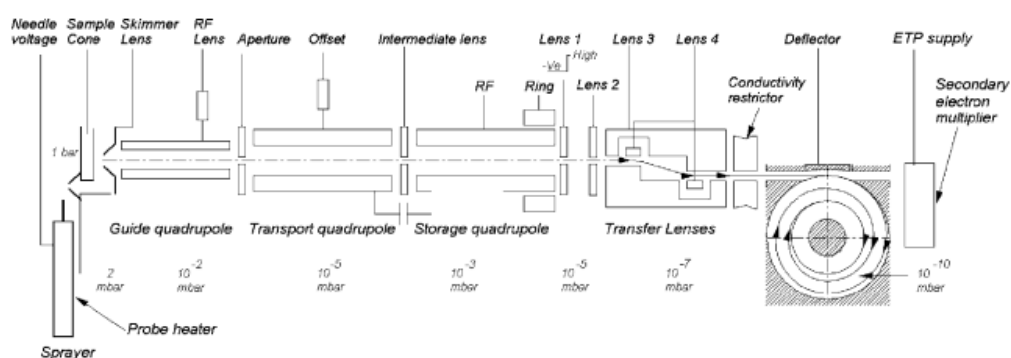 Needle
voltage
Sample
Cone
Skimmer
Lens
RF
Lens
Aperture
Offset
Intermediate lens
Lens 1
-Ve
High
Lens 2
Lens 3
Lens 4
Deflector
ETP supply
RF
Ring
Conductivity
restrictor
Secondary
electron
multiplier
1 bar
Guide quadrupole
Transport quadrupole
Storage quadrupole
Transfer Lenses
2
mbar
10⁻²
mbar
10⁻⁵
mbar
10⁻³
mbar
10⁻⁵
mbar
10⁻⁷
mbar
10⁻¹⁰
mbar
Probe heater
Sprayer